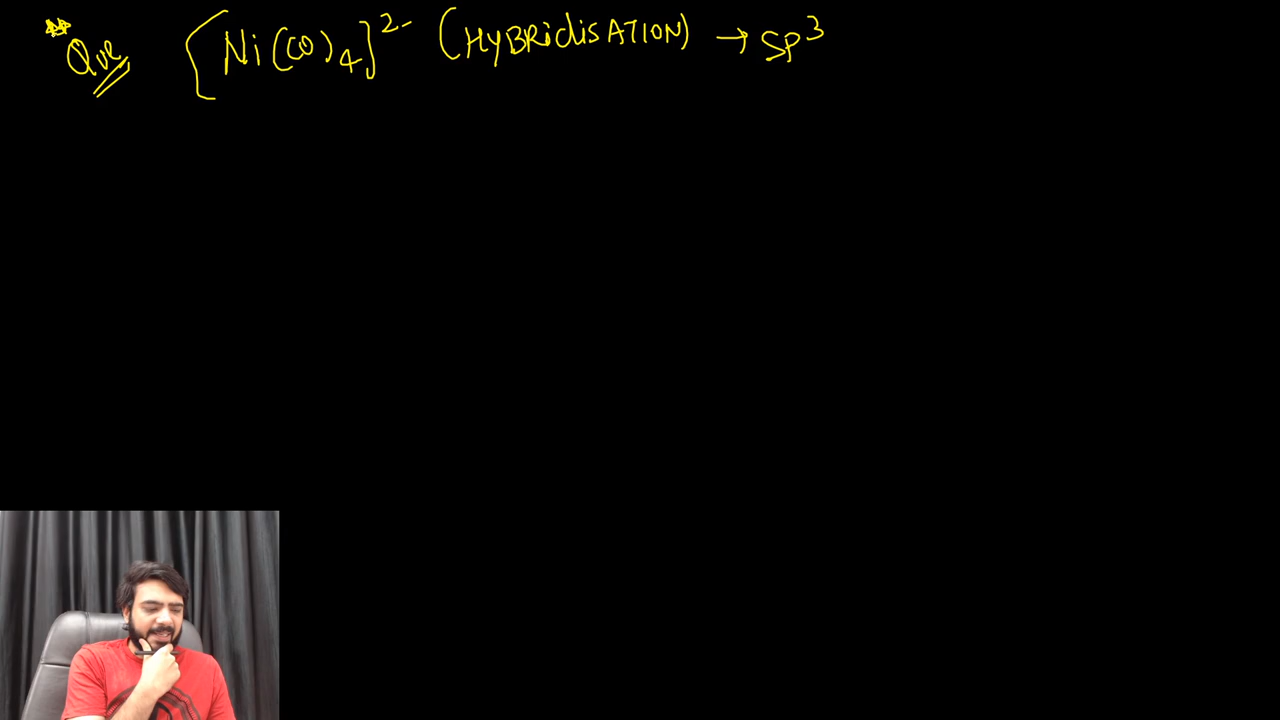 Que [Ni(CO)4]2- (HYBRIdisATION) → SP3